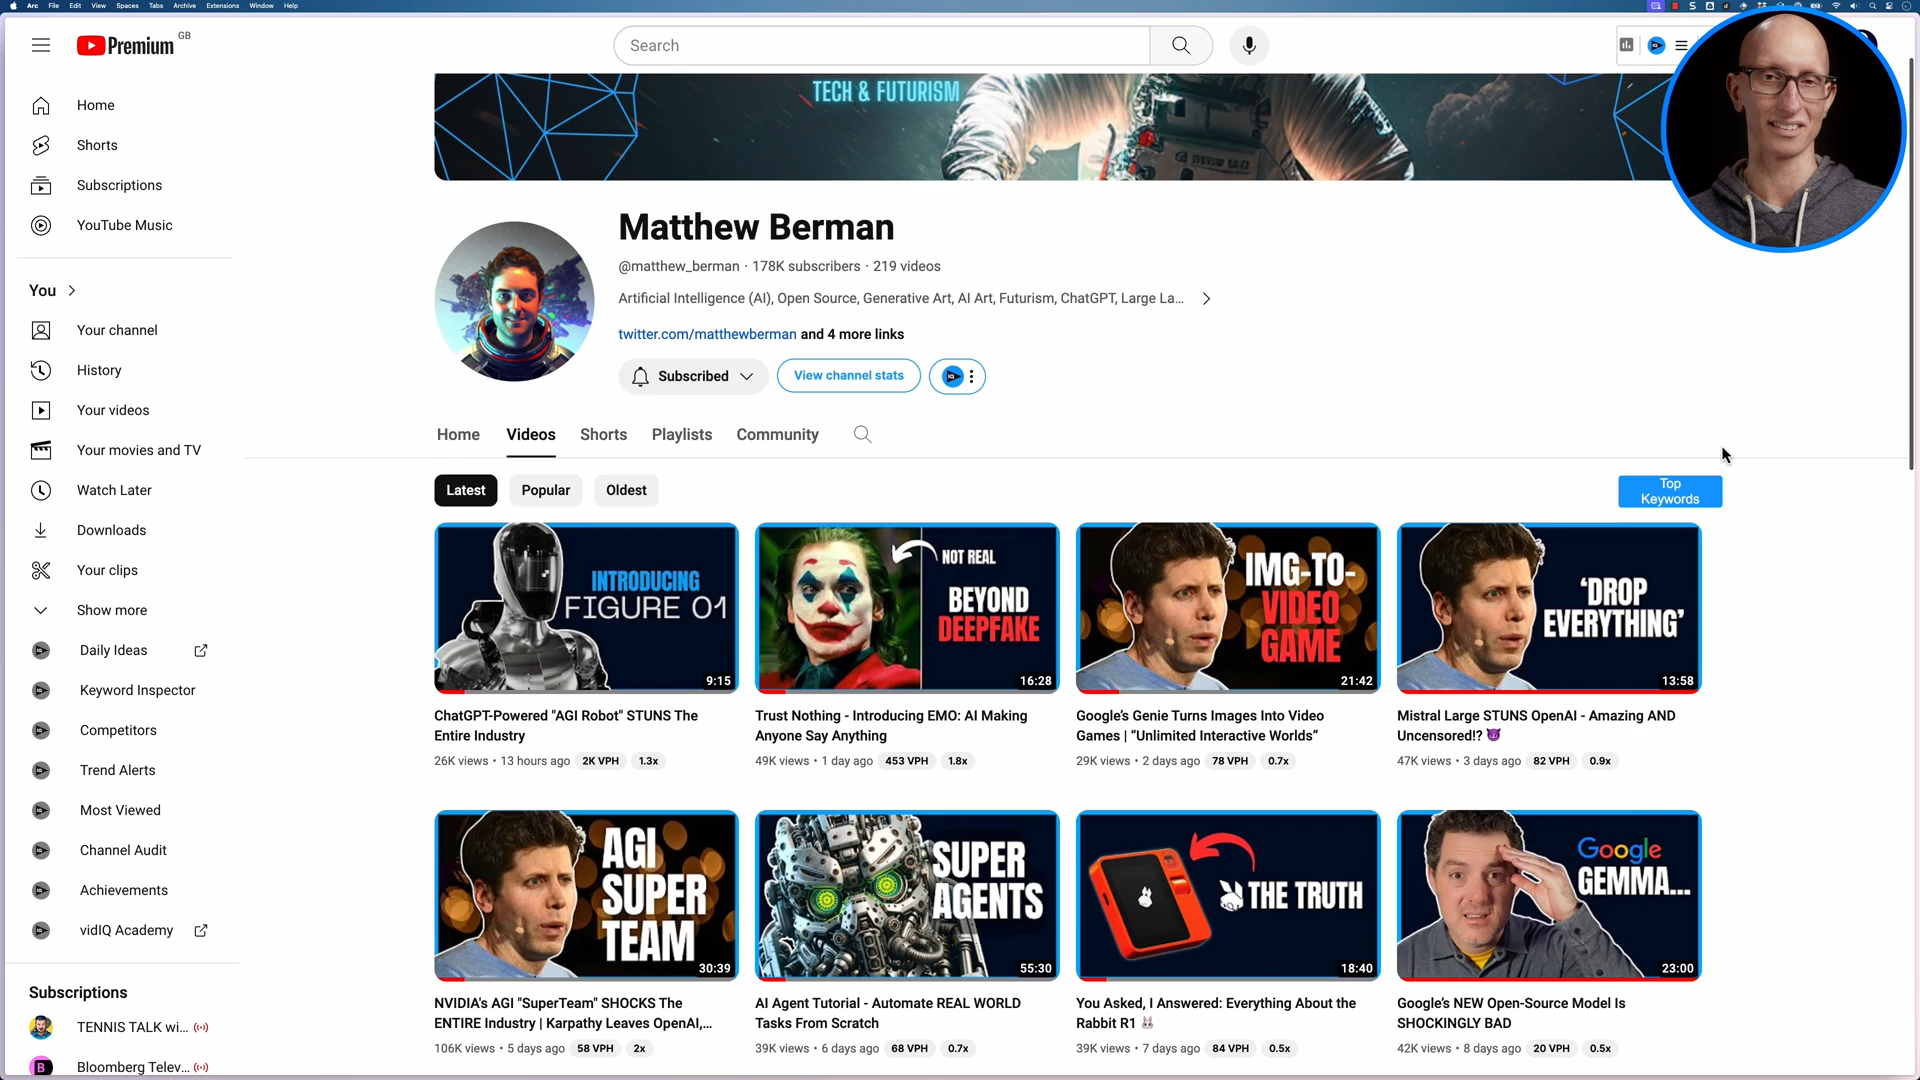 Arc File Edit View Spaces Tabs Archive Extensions Window Help
Premium GB
Search
Home
Shorts
Subscriptions
YouTube Music
You
Your channel
History
Your videos
Your movies and TV
Watch Later
Downloads
Your clips
Show more
Daily Ideas
Keyword Inspector
Competitors
Trend Alerts
Most Viewed
Channel Audit
Achievements
vidIQ Academy
Subscriptions
TENNIS TALK wi...
Bloomberg Telev...
TECH & FUTURISM
Matthew Berman
@matthew_berman · 178K subscribers · 219 videos
Artificial Intelligence (AI), Open Source, Generative Art, AI Art, Futurism, ChatGPT, Large La...
twitter.com/matthewberman and 4 more links
Subscribed
View channel stats
Home Videos Shorts Playlists Community
Latest Popular Oldest
Top
Keywords
INTRODUCING
FIGURE 01
9:15
ChatGPT-Powered "AGI Robot" STUNS The
Entire Industry
26K views • 13 hours ago 2K VPH 1.3x
NOT REAL
BEYOND
DEEPFAKE
16:28
Trust Nothing - Introducing EMO: AI Making
Anyone Say Anything
49K views • 1 day ago 453 VPH 1.8x
IMG-TO-
VIDEO
GAME
21:42
Google’s Genie Turns Images Into Video
Games | “Unlimited Interactive Worlds”
29K views • 2 days ago 78 VPH 0.7x
‘DROP
EVERYTHING’
13:58
Mistral Large STUNS OpenAI - Amazing AND
Uncensored!? 😈
47K views • 3 days ago 82 VPH 0.9x
AGI
SUPER
TEAM
30:39
NVIDIA's AGI "SuperTeam" SHOCKS The
ENTIRE Industry | Karpathy Leaves OpenAI,...
106K views • 5 days ago 58 VPH 2x
SUPER
AGENTS
55:30
AI Agent Tutorial - Automate REAL WORLD
Tasks From Scratch
39K views • 6 days ago 68 VPH 0.7x
THE TRUTH
18:40
You Asked, I Answered: Everything About the
Rabbit R1 🐰
39K views • 7 days ago 84 VPH 0.5x
Google
GEMMA...
23:00
Google’s NEW Open-Source Model Is
SHOCKINGLY BAD
42K views • 8 days ago 20 VPH 0.5x